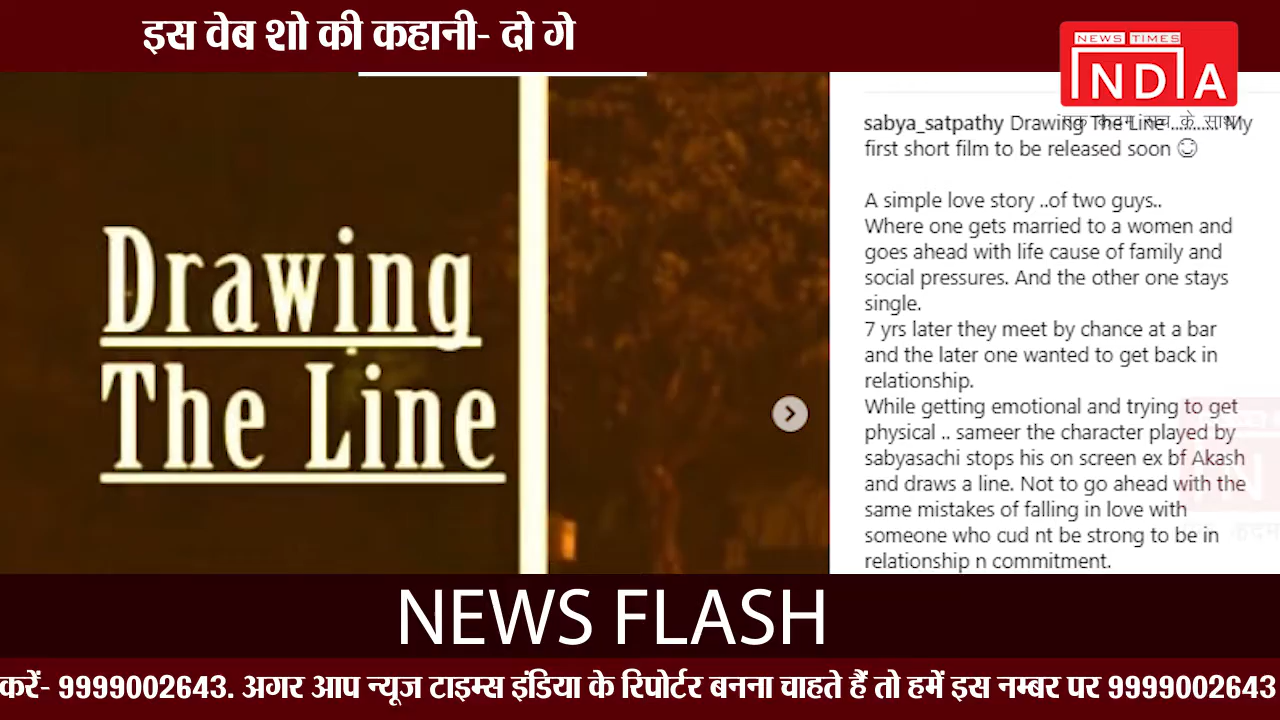 इस वेब शो की कहानी- दो गे
NEWS TIMES
INDIA
एक कदम सच के साथ
Drawing
The Line
sabya_satpathy Drawing The Line .......... My
first short film to be released soon
A simple love story ..of two guys..
Where one gets married to a women and
goes ahead with life cause of family and
social pressures. And the other one stays
single.
7 yrs later they meet by chance at a bar
and the later one wanted to get back in
relationship.
While getting emotional and trying to get
physical .. sameer the character played by
sabyasachi stops his on screen ex bf Akash
and draws a line. Not to go ahead with the
same mistakes of falling in love with
someone who cud nt be strong to be in
relationship n commitment.
NEWS FLASH
करें- 9999002643. अगर आप न्यूज टाइम्स इंडिया के रिपोर्टर बनना चाहते हैं तो हमें इस नम्बर पर 9999002643